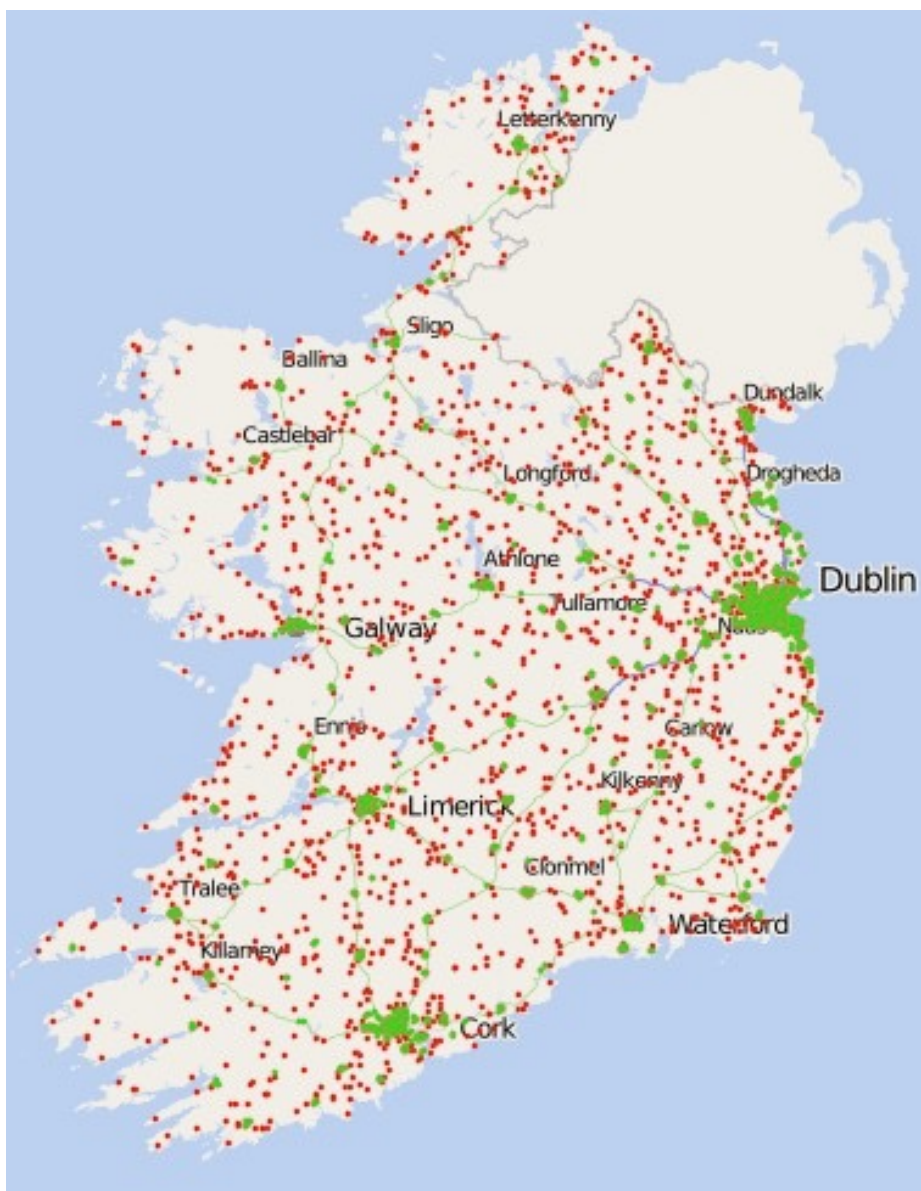 Letterkenny
Sligo
Ballina
Dundalk
Castlebar
Longford
Drogheda
Athlone
Dublin
Tullamore
Naas
Galway
Ennis
Carlow
Kilkenny
Limerick
Clonmel
Tralee
Waterford
Killarney
Cork